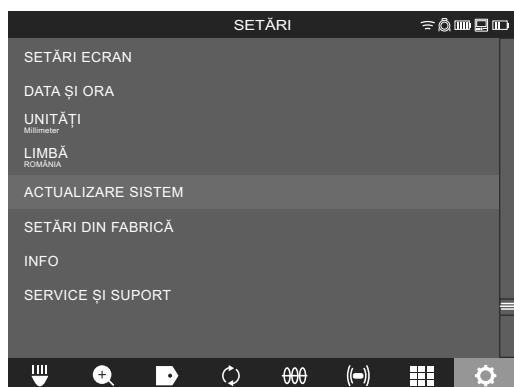 SETĂRI
SETĂRI ECRAN
DATA ȘI ORA
UNITĂȚI
Millimeter
LIMBĂ
ROMÂNIA
ACTUALIZARE SISTEM
SETĂRI DIN FABRICĂ
INFO
SERVICE ȘI SUPORT